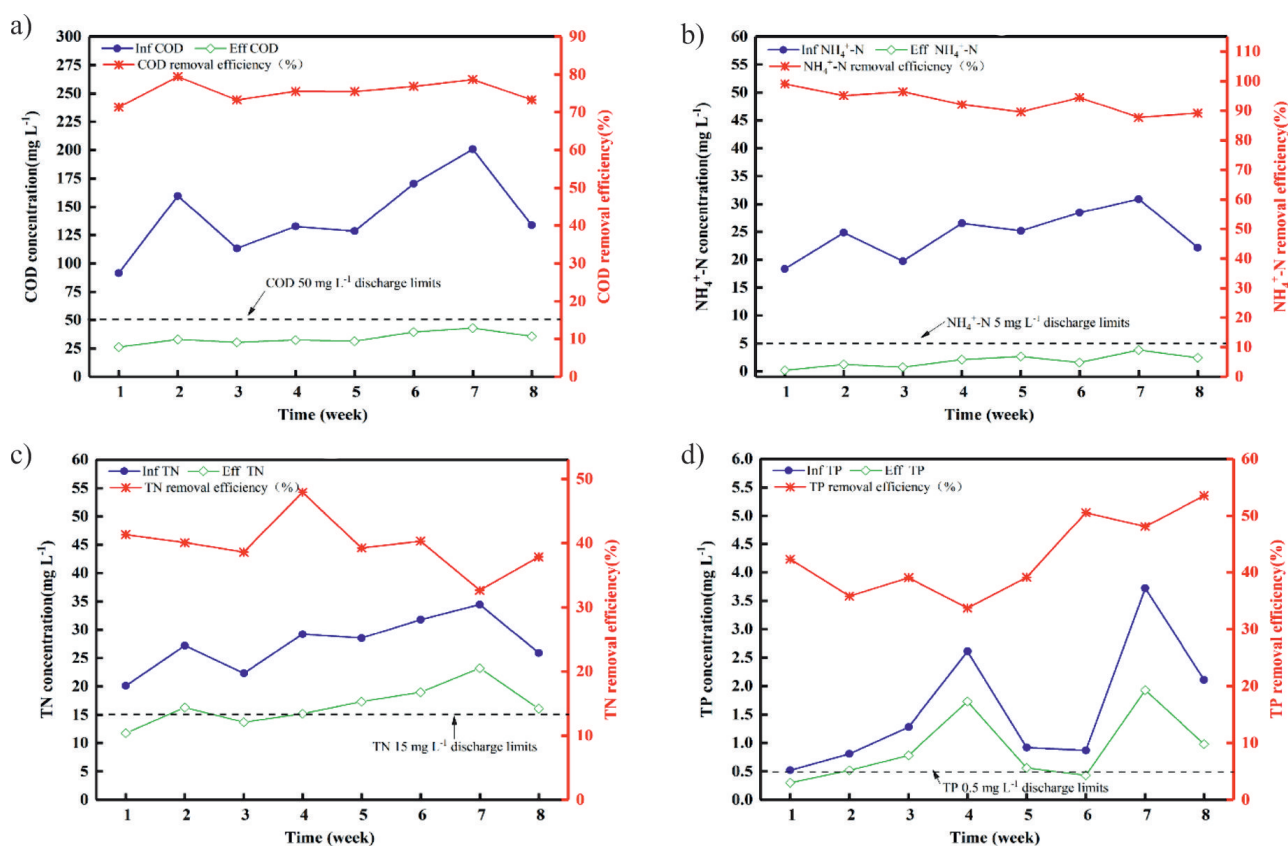 a)
Inf COD Eff COD
COD removal efficiency (%)
300
275
250
225
200
175
150
125
100
75
50
25
0
COD concentration(mg L⁻¹)
90
80
70
60
50
40
30
20
10
0
COD removal efficiency(%)
COD 50 mg L⁻¹ discharge limits
1 2 3 4 5 6 7 8
Time (week)
b)
Inf NH₄⁺-N Eff NH₄⁺-N
NH₄⁺-N removal efficiency (%)
60
55
50
45
40
35
30
25
20
15
10
5
0
NH₄⁺-N concentration(mg L⁻¹)
110
100
90
80
70
60
50
40
30
20
10
0
NH₄⁺-N removal efficiency(%)
NH₄⁺-N 5 mg L⁻¹ discharge limits
1 2 3 4 5 6 7 8
Time (week)
c)
Inf TN Eff TN
TN removal efficiency (%)
60
55
50
45
40
35
30
25
20
15
10
5
0
TN concentration(mg L⁻¹)
50
40
30
20
10
0
TN removal efficiency(%)
TN 15 mg L⁻¹ discharge limits
1 2 3 4 5 6 7 8
Time (week)
d)
Inf TP Eff TP
TP removal efficiency (%)
6.0
5.5
5.0
4.5
4.0
3.5
3.0
2.5
2.0
1.5
1.0
0.5
0.0
TP concentration(mg L⁻¹)
60
50
40
30
20
10
0
TP removal efficiency(%)
TP 0.5 mg L⁻¹ discharge limits
1 2 3 4 5 6 7 8
Time (week)